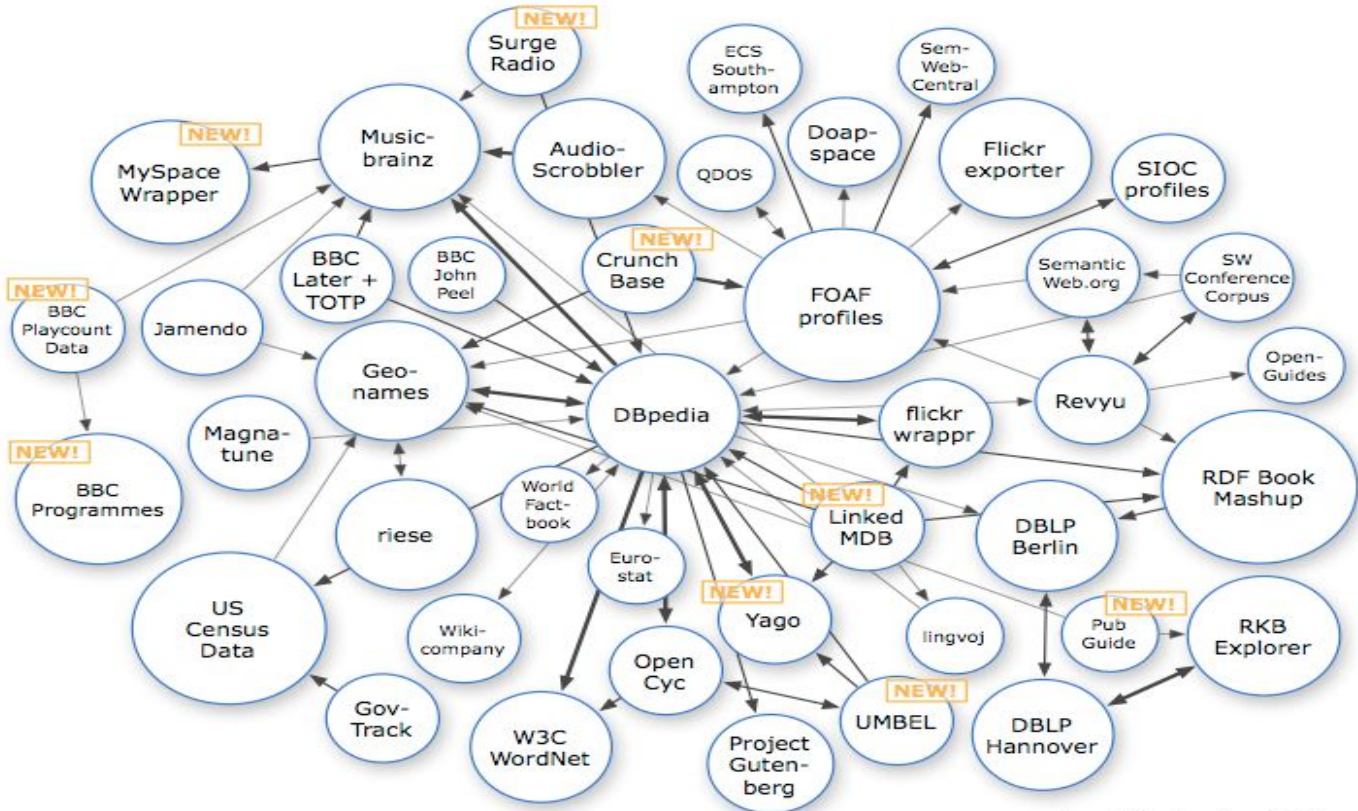 NEW!
Surge
Radio
ECS
South-
ampton
Sem-
Web-
Central
NEW!
MySpace
Wrapper
Music-
brainz
Audio-
Scrobbler
QDOS
Doap-
space
Flickr
exporter
SIOC
profiles
NEW!
BBC
Playcount
Data
Jamendo
BBC
Later +
TOTP
BBC
John
Peel
NEW!
Crunch
Base
FOAF
profiles
Semantic
Web.org
SW
Conference
Corpus
Geo-
names
DBpedia
flickr
wrappr
Revyu
Open-
Guides
Magna-
tune
NEW!
BBC
Programmes
riese
World
Fact-
book
NEW!
Linked
MDB
DBLP
Berlin
RDF Book
Mashup
US
Census
Data
Wiki-
company
Euro-
stat
NEW!
Yago
lingvoj
NEW!
Pub
Guide
RKB
Explorer
Gov-
Track
W3C
WordNet
Open
Cyc
Project
Guten-
berg
NEW!
UMBEL
DBLP
Hannover